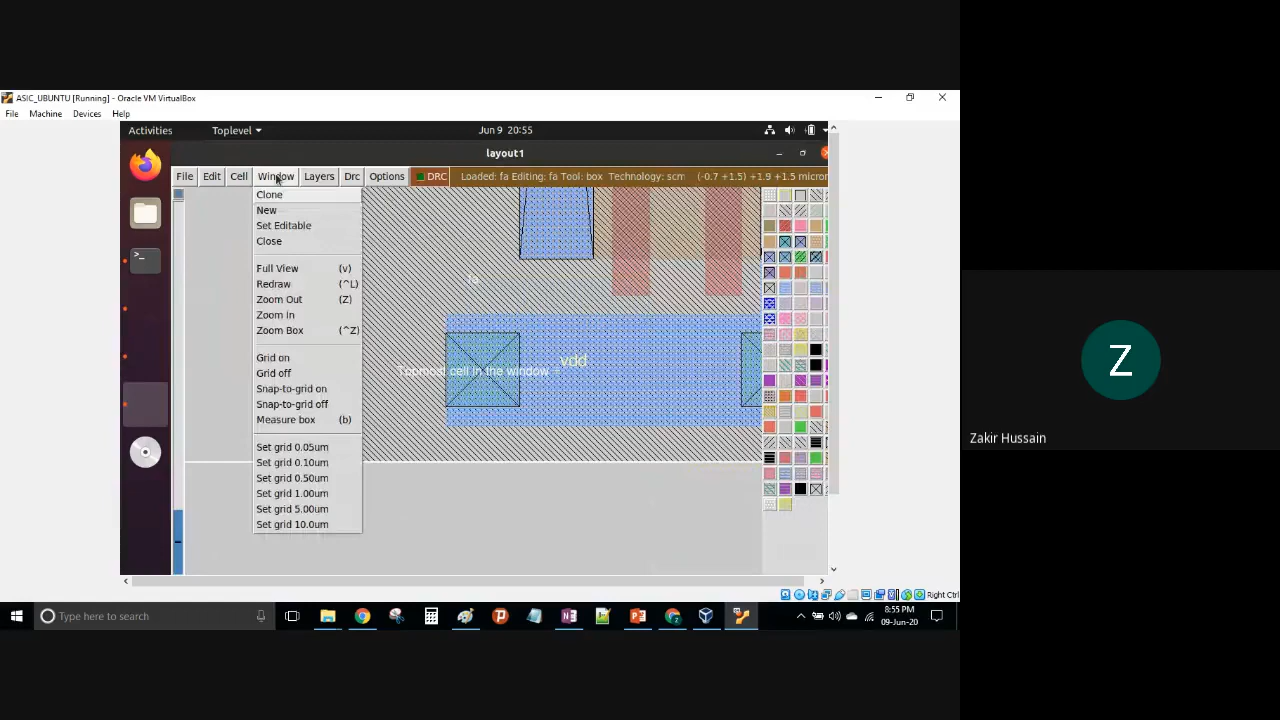 ASIC_UBUNTU [Running] - Oracle VM VirtualBox
File Machine Devices Help
Activities Toplevel Jun 9 20:55
layout1
File Edit Cell Window Layers Drc Options DRC Loaded: fa Editing: fa Tool: box Technology: scm (-0.7 +1.5) +1.9 +1.5 micror
Clone
New
Set Editable
Close
Full View (v)
Redraw (^L)
Zoom Out (Z)
Zoom In
Zoom Box (^Z)
Grid on
Grid off
Snap-to-grid on
Snap-to-grid off
Measure box (b)
Set grid 0.05um
Set grid 0.10um
Set grid 0.50um
Set grid 1.00um
Set grid 5.00um
Set grid 10.0um
fa
vdd
Topmost cell in the window
Z
Zakir Hussain
Right Ctrl
Type here to search
8:55 PM
09-Jun-20